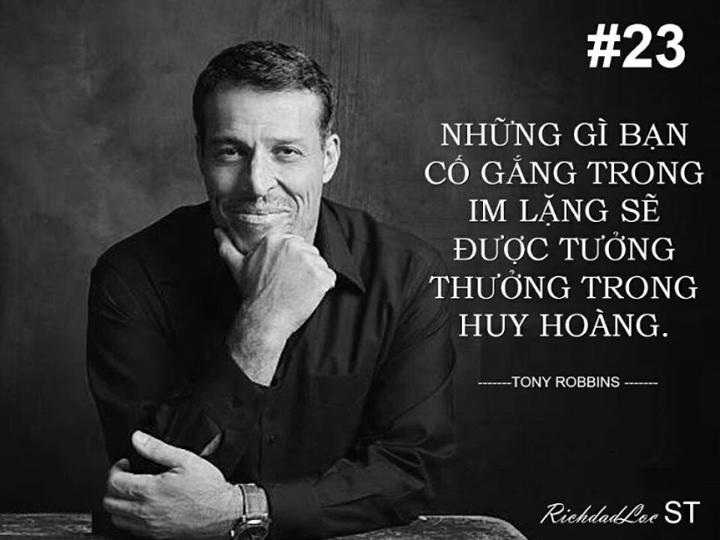 #23
NHỮNG GÌ BẠN
CỐ GẮNG TRONG
IM LẶNG SẼ
ĐƯỢC TƯỞNG
THƯỞNG TRONG
HUY HOÀNG.
-------TONY ROBBINS -------
RichdadLoc ST